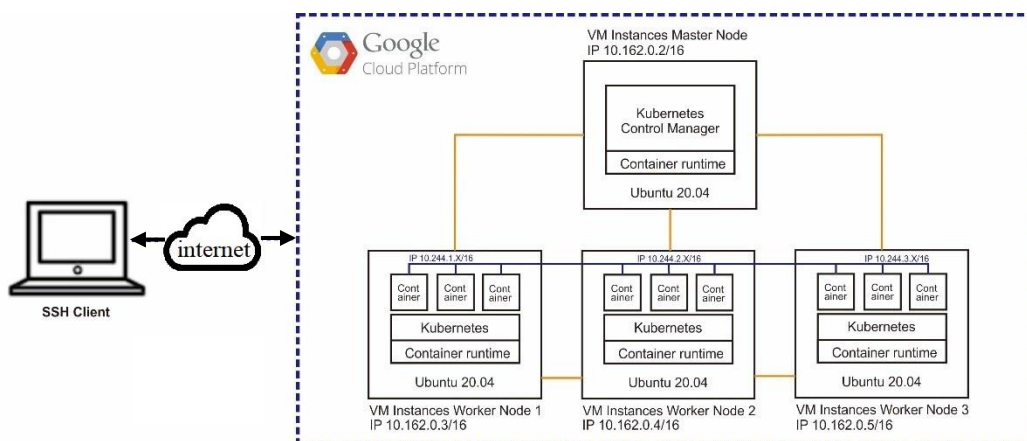 Google
Cloud Platform
VM Instances Master Node
IP 10.162.0.2/16
Kubernetes
Control Manager
Container runtime
Ubuntu 20.04
internet
SSH Client
IP 10.244.1.X/16
Cont
ainer
Cont
ainer
Cont
ainer
Kubernetes
Container runtime
Ubuntu 20.04
VM Instances Worker Node 1
IP 10.162.0.3/16
IP 10.244.2.X/16
Cont
ainer
Cont
ainer
Cont
ainer
Kubernetes
Container runtime
Ubuntu 20.04
VM Instances Worker Node 2
IP 10.162.0.4/16
IP 10.244.3.X/16
Cont
ainer
Cont
ainer
Cont
ainer
Kubernetes
Container runtime
Ubuntu 20.04
VM Instances Worker Node 3
IP 10.162.0.5/16